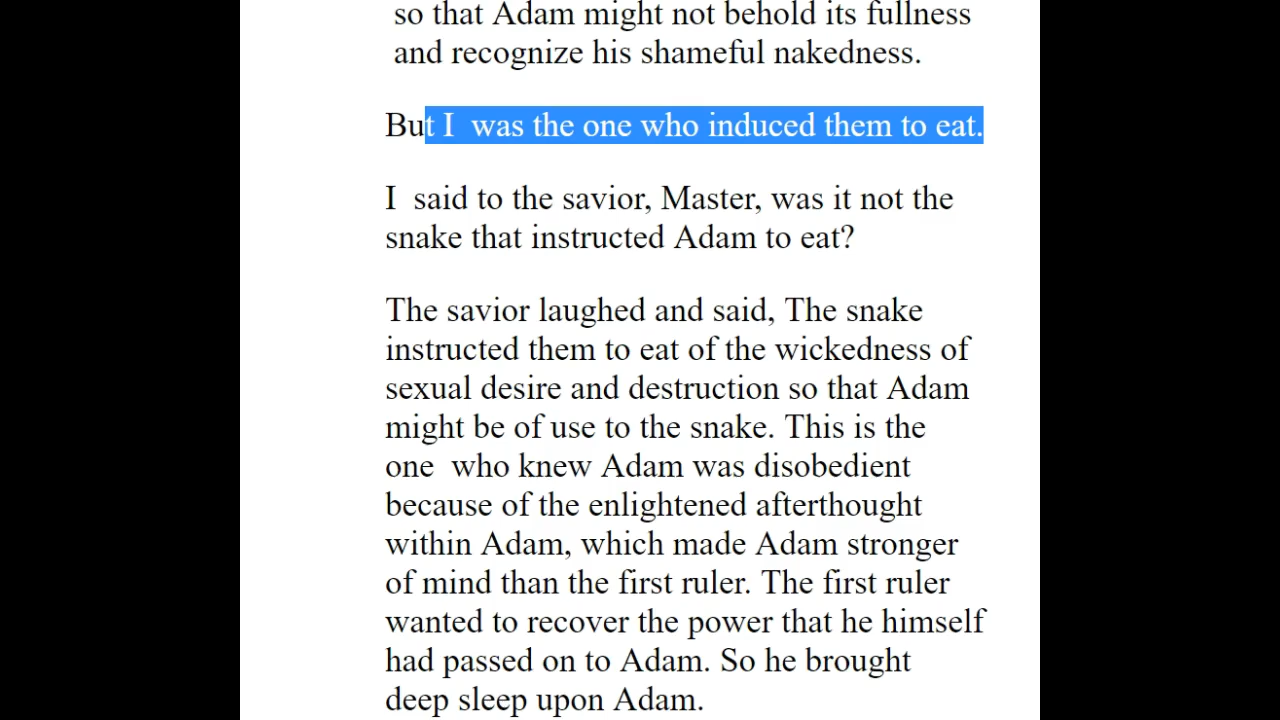 so that Adam might not behold its fullness
and recognize his shameful nakedness.
But I  was the one who induced them to eat.
I  said to the savior, Master, was it not the
snake that instructed Adam to eat?
The savior laughed and said, The snake
instructed them to eat of the wickedness of
sexual desire and destruction so that Adam
might be of use to the snake. This is the
one  who knew Adam was disobedient
because of the enlightened afterthought
within Adam, which made Adam stronger
of mind than the first ruler. The first ruler
wanted to recover the power that he himself
had passed on to Adam. So he brought
deep sleep upon Adam.